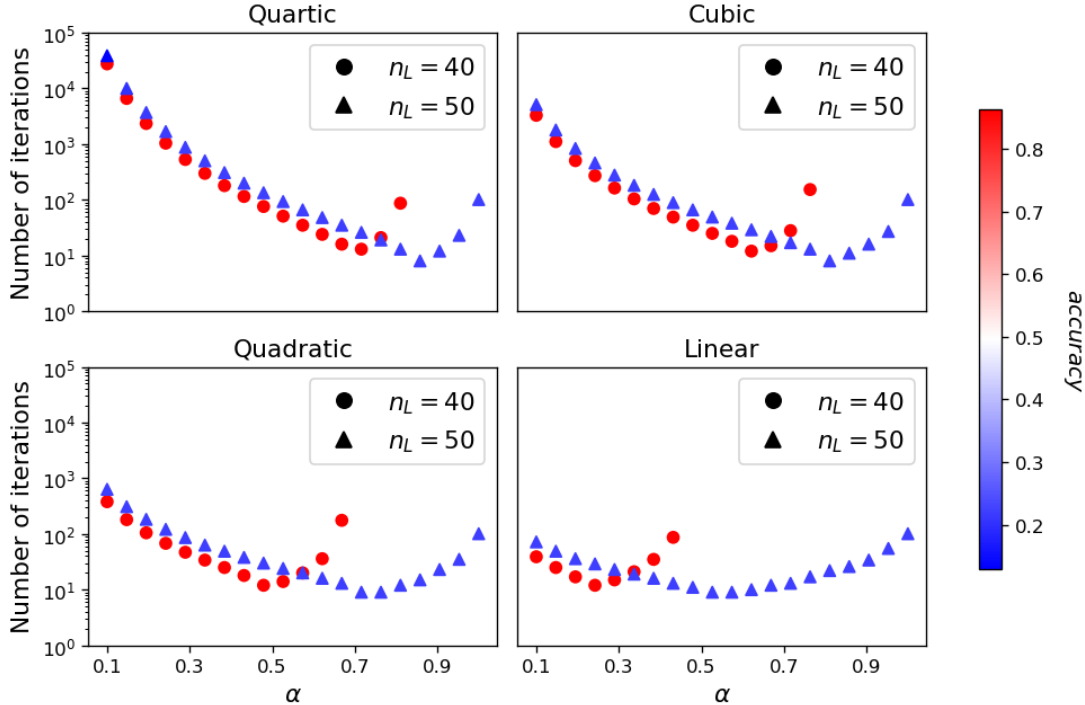 Quartic
Cubic
Number of iterations
10^5
10^4
10^3
10^2
10^1
10^0
n_L = 40
n_L = 50
n_L = 40
n_L = 50
Quadratic
Linear
Number of iterations
10^5
10^4
10^3
10^2
10^1
10^0
n_L = 40
n_L = 50
n_L = 40
n_L = 50
0.1 0.3 0.5 0.7 0.9
0.1 0.3 0.5 0.7 0.9
α
α
0.8
0.7
0.6
0.5
0.4
0.3
0.2
accuracy